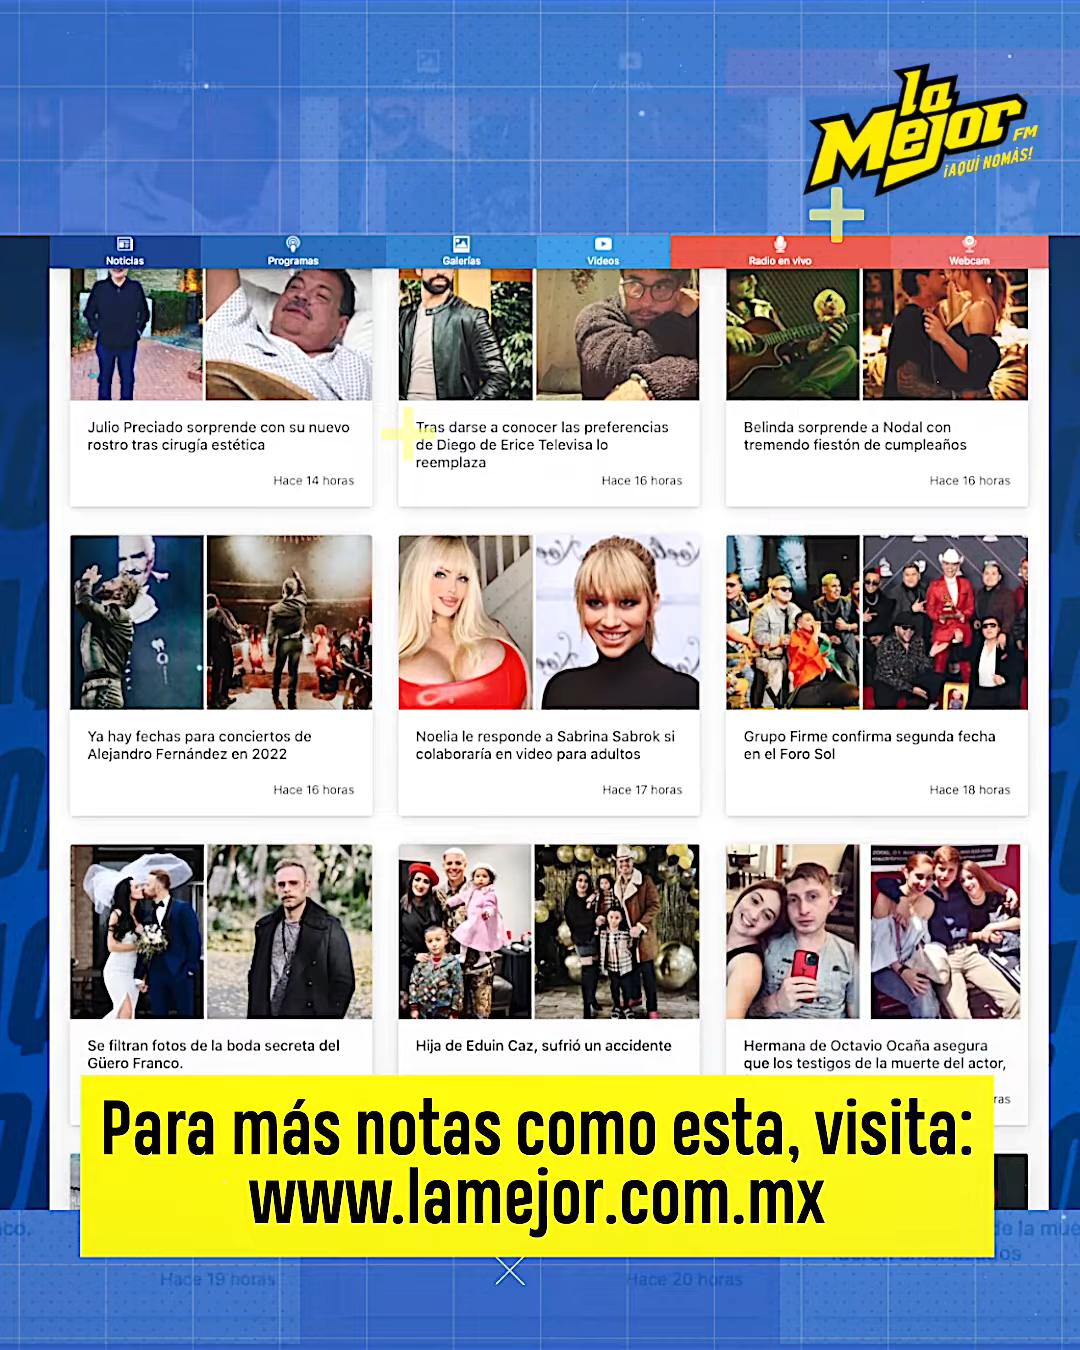 la
Mejor FM
¡AQUÍ NOMÁS!
Noticias
Programas
Galerías
Videos
Radio en vivo
Webcam
Julio Preciado sorprende con su nuevo
rostro tras cirugía estética
Hace 14 horas
Tras darse a conocer las preferencias
de Diego de Erice Televisa lo
reemplaza
Hace 16 horas
Belinda sorprende a Nodal con
tremendo fiestón de cumpleaños
Hace 16 horas
Ya hay fechas para conciertos de
Alejandro Fernández en 2022
Hace 16 horas
Noelia le responde a Sabrina Sabrok si
colaboraría en video para adultos
Hace 17 horas
Grupo Firme confirma segunda fecha
en el Foro Sol
Hace 18 horas
Se filtran fotos de la boda secreta del
Güero Franco.
Hija de Eduin Caz, sufrió un accidente
Hermana de Octavio Ocaña asegura
que los testigos de la muerte del actor,
Para más notas como esta, visita:
www.lamejor.com.mx
Hace 19 horas
Hace 20 horas